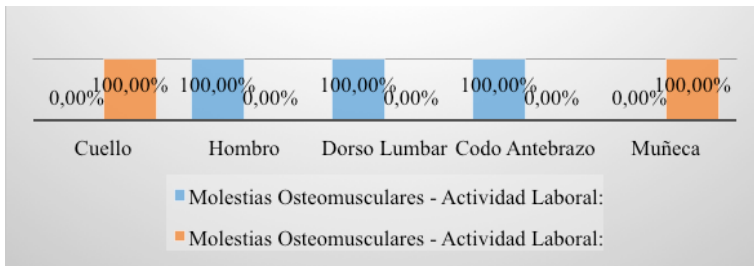 100,00% 100,00% 100,00% 100,00% 100,00%
0,00% 0,00% 0,00% 0,00% 0,00%
Cuello Hombro Dorso Lumbar Codo Antebrazo Muñeca
Molestias Osteomusculares - Actividad Laboral:
Molestias Osteomusculares - Actividad Laboral: